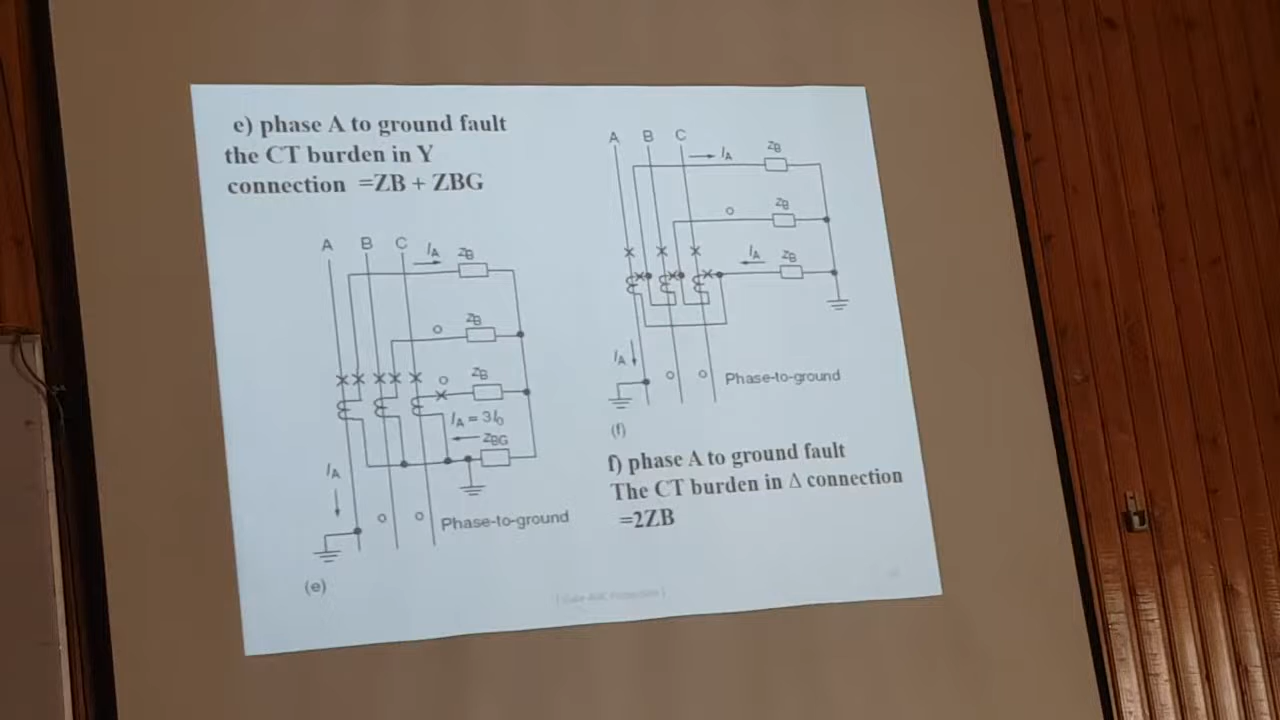 e) phase A to ground fault
the CT burden in Y
connection =ZB + ZBG
A B C
IA
ZB
O
ZB
O
ZB
IA = 3I0
ZBG
IA
O O
Phase-to-ground
(e)
A B C
IA
ZB
O
ZB
IA
ZB
IA
O O
Phase-to-ground
(f)
f) phase A to ground fault
The CT burden in Δ connection
=2ZB